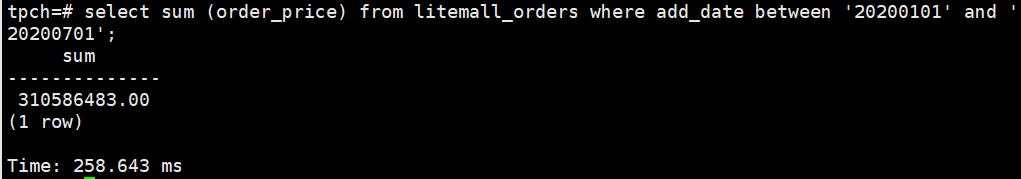 tpch=# select sum (order_price) from litemall_orders where add_date between '20200101' and '
20200701';
     sum
--------------
 310586483.00
(1 row)

Time: 258.643 ms